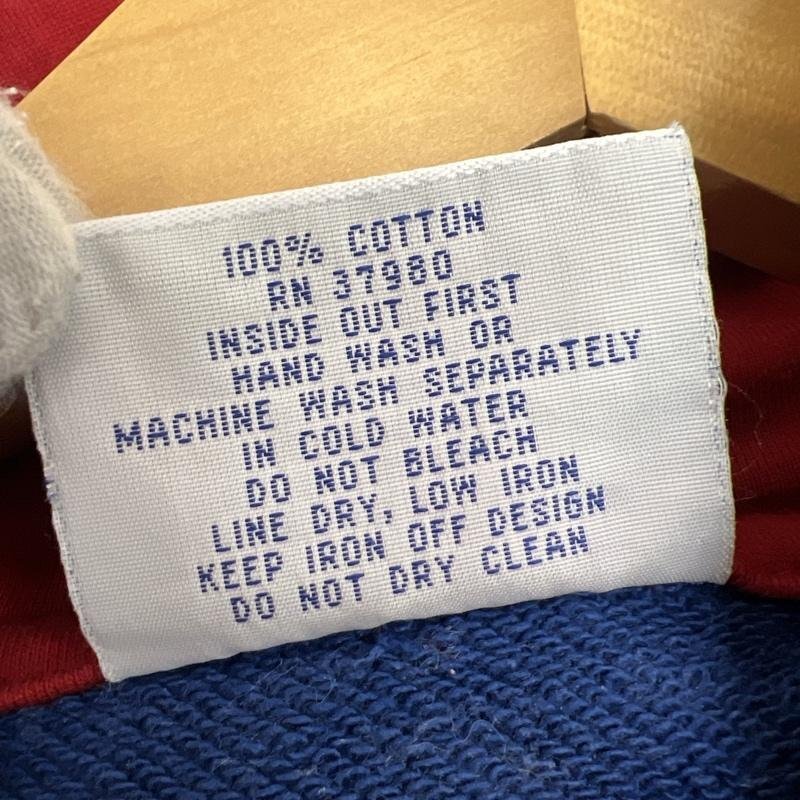 100% COTTON
RN 37980
INSIDE OUT FIRST
HAND WASH OR
MACHINE WASH SEPARATELY
IN COLD WATER
DO NOT BLEACH
LINE DRY, LOW IRON
KEEP IRON OFF DESIGN
DO NOT DRY CLEAN